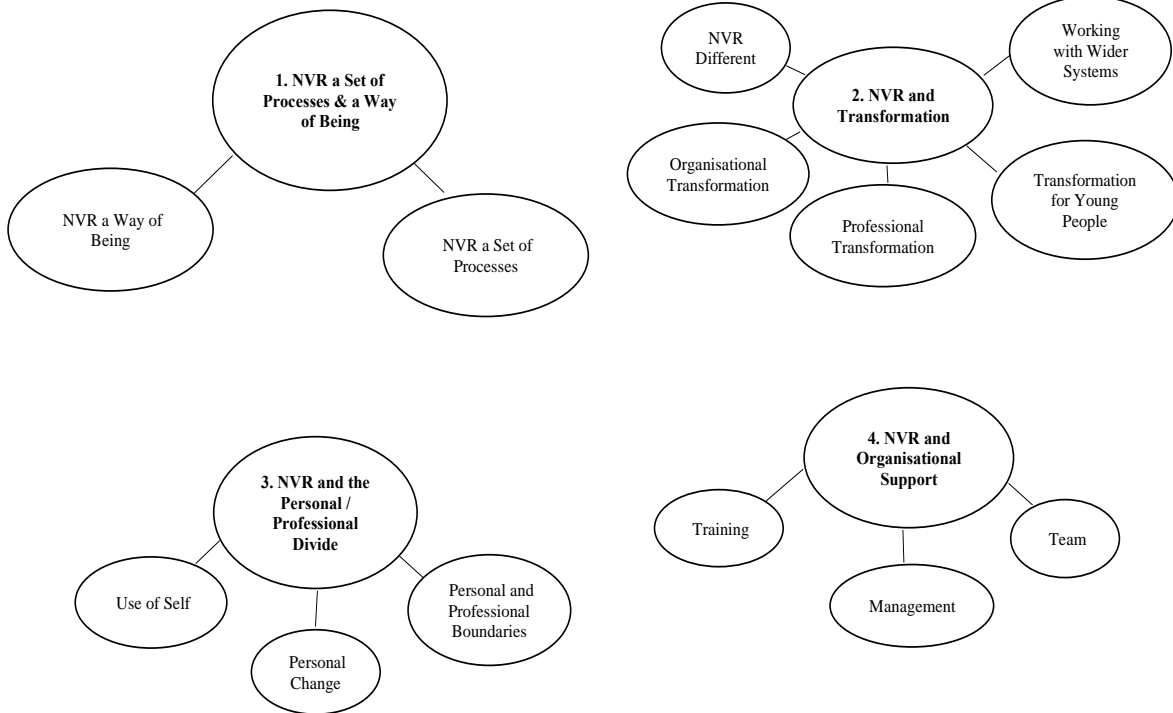 1. NVR a Set of
Processes & a Way
of Being
NVR a Way of
Being
NVR a Set of
Processes
NVR
Different
Working
with Wider
Systems
2. NVR and
Transformation
Organisational
Transformation
Professional
Transformation
Transformation
for Young
People
3. NVR and the
Personal /
Professional
Divide
Use of Self
Personal
Change
Personal and
Professional
Boundaries
4. NVR and
Organisational
Support
Training
Management
Team